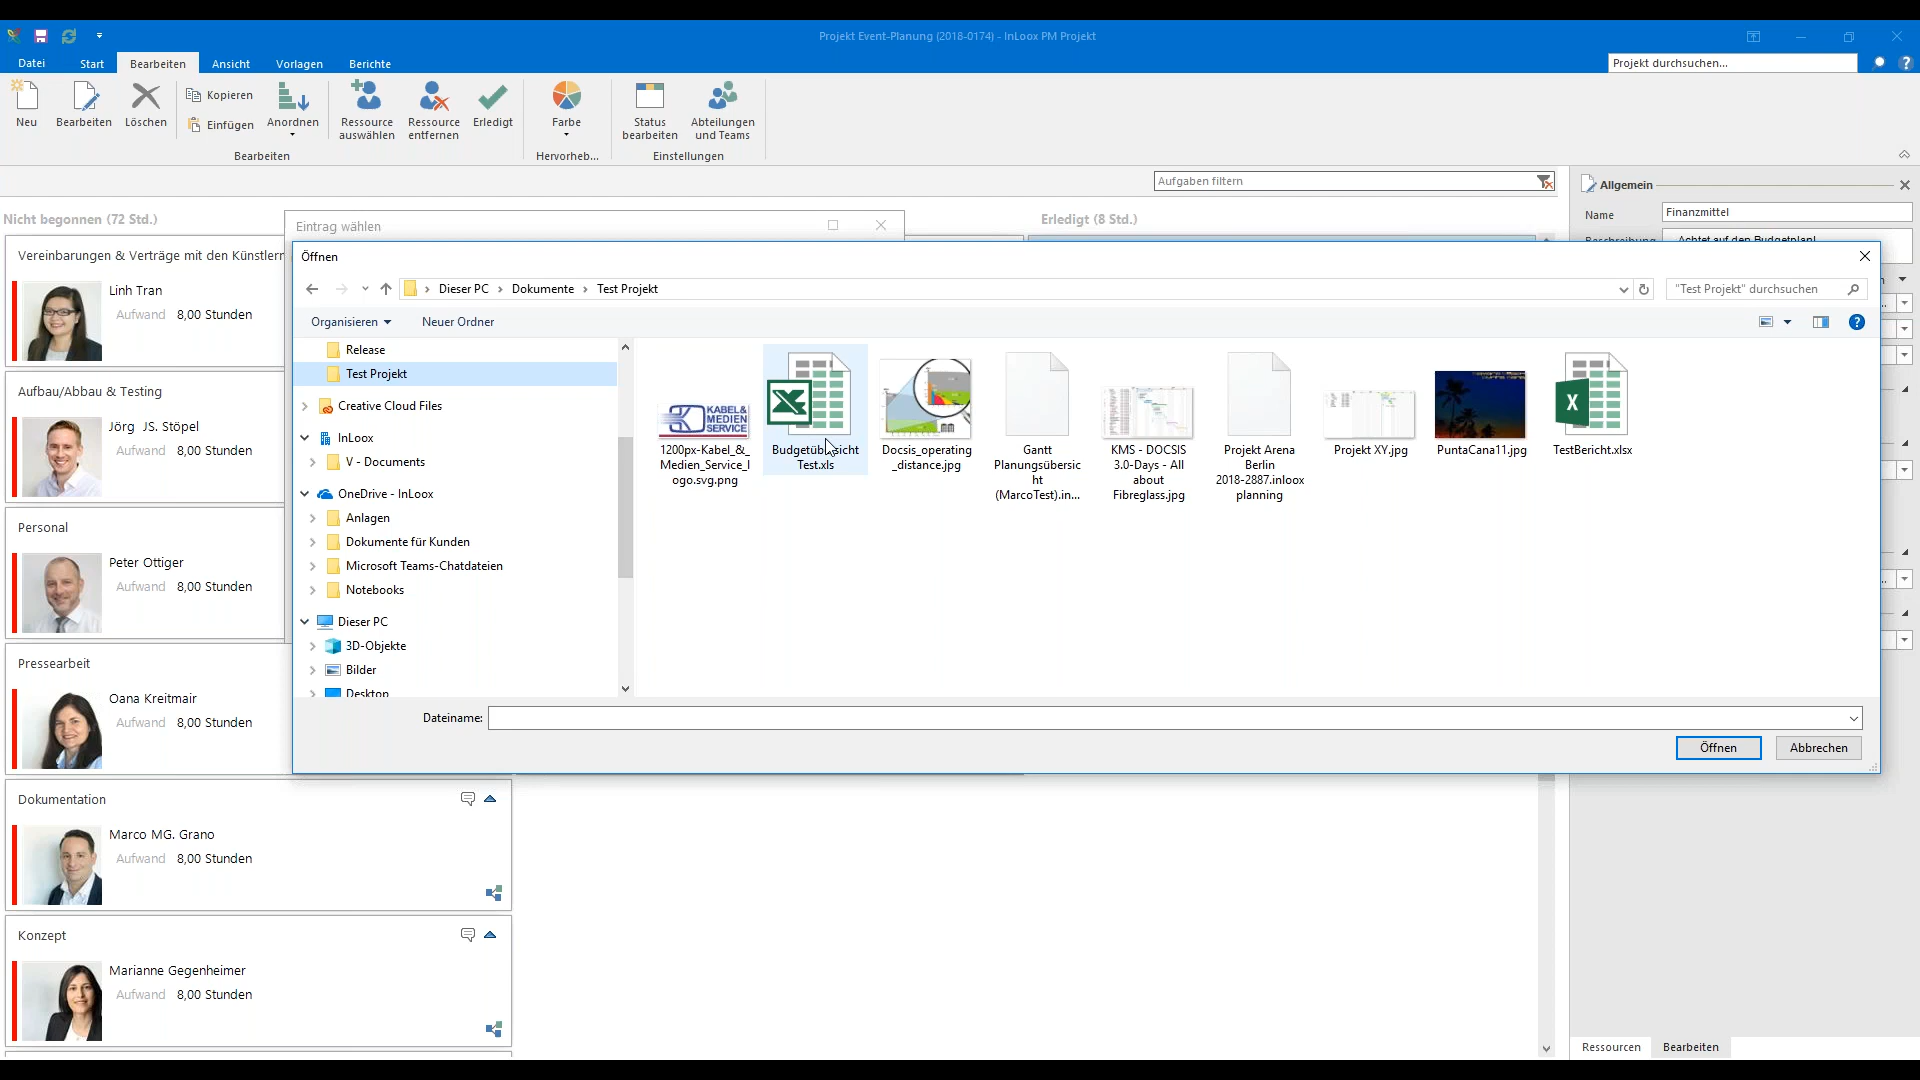 Projekt Event-Planung (2018-0174) - InLoox PM Projekt
Datei Start Bearbeiten Ansicht Vorlagen Berichte
Projekt durchsuchen...
Neu Bearbeiten Löschen
Kopieren
Einfügen
Anordnen
Ressource auswählen
Ressource entfernen
Erledigt
Farbe
Status bearbeiten
Abteilungen und Teams
Bearbeiten Hervorheb... Einstellungen
Aufgaben filtern
Allgemein
Name Finanzmittel
Nicht begonnen (72 Std.)
Eintrag wählen
Erledigt (8 Std.)
Vereinbarungen & Verträge mit den Künstlern
Linh Tran
Aufwand 8,00 Stunden
Aufbau/Abbau & Testing
Jörg JS. Stöpel
Aufwand 8,00 Stunden
Personal
Peter Ottiger
Aufwand 8,00 Stunden
Pressearbeit
Oana Kreitmair
Aufwand 8,00 Stunden
Dokumentation
Marco MG. Grano
Aufwand 8,00 Stunden
Konzept
Marianne Gegenheimer
Aufwand 8,00 Stunden
Öffnen
Dieser PC Dokumente Test Projekt
"Test Projekt" durchsuchen
Organisieren Neuer Ordner
Release
Test Projekt
Creative Cloud Files
InLoox
V - Documents
OneDrive - InLoox
Anlagen
Dokumente für Kunden
Microsoft Teams-Chatdateien
Notebooks
Dieser PC
3D-Objekte
Bilder
Desktop
KABEL&
MEDIEN
SERVICE
1200px-Kabel_&_
Medien_Service_l
ogo.svg.png
Budgetübersicht
Test.xls
Docsis_operating
_distance.jpg
Gantt
Planungsübersic
ht
(MarcoTest).in...
KMS - DOCSIS
3.0-Days - All
about
Fibreglass.jpg
Projekt Arena
Berlin
2018-2887.inloox
planning
Projekt XY.jpg
PuntaCana11.jpg
TestBericht.xlsx
Dateiname:
Öffnen Abbrechen
Ressourcen Bearbeiten